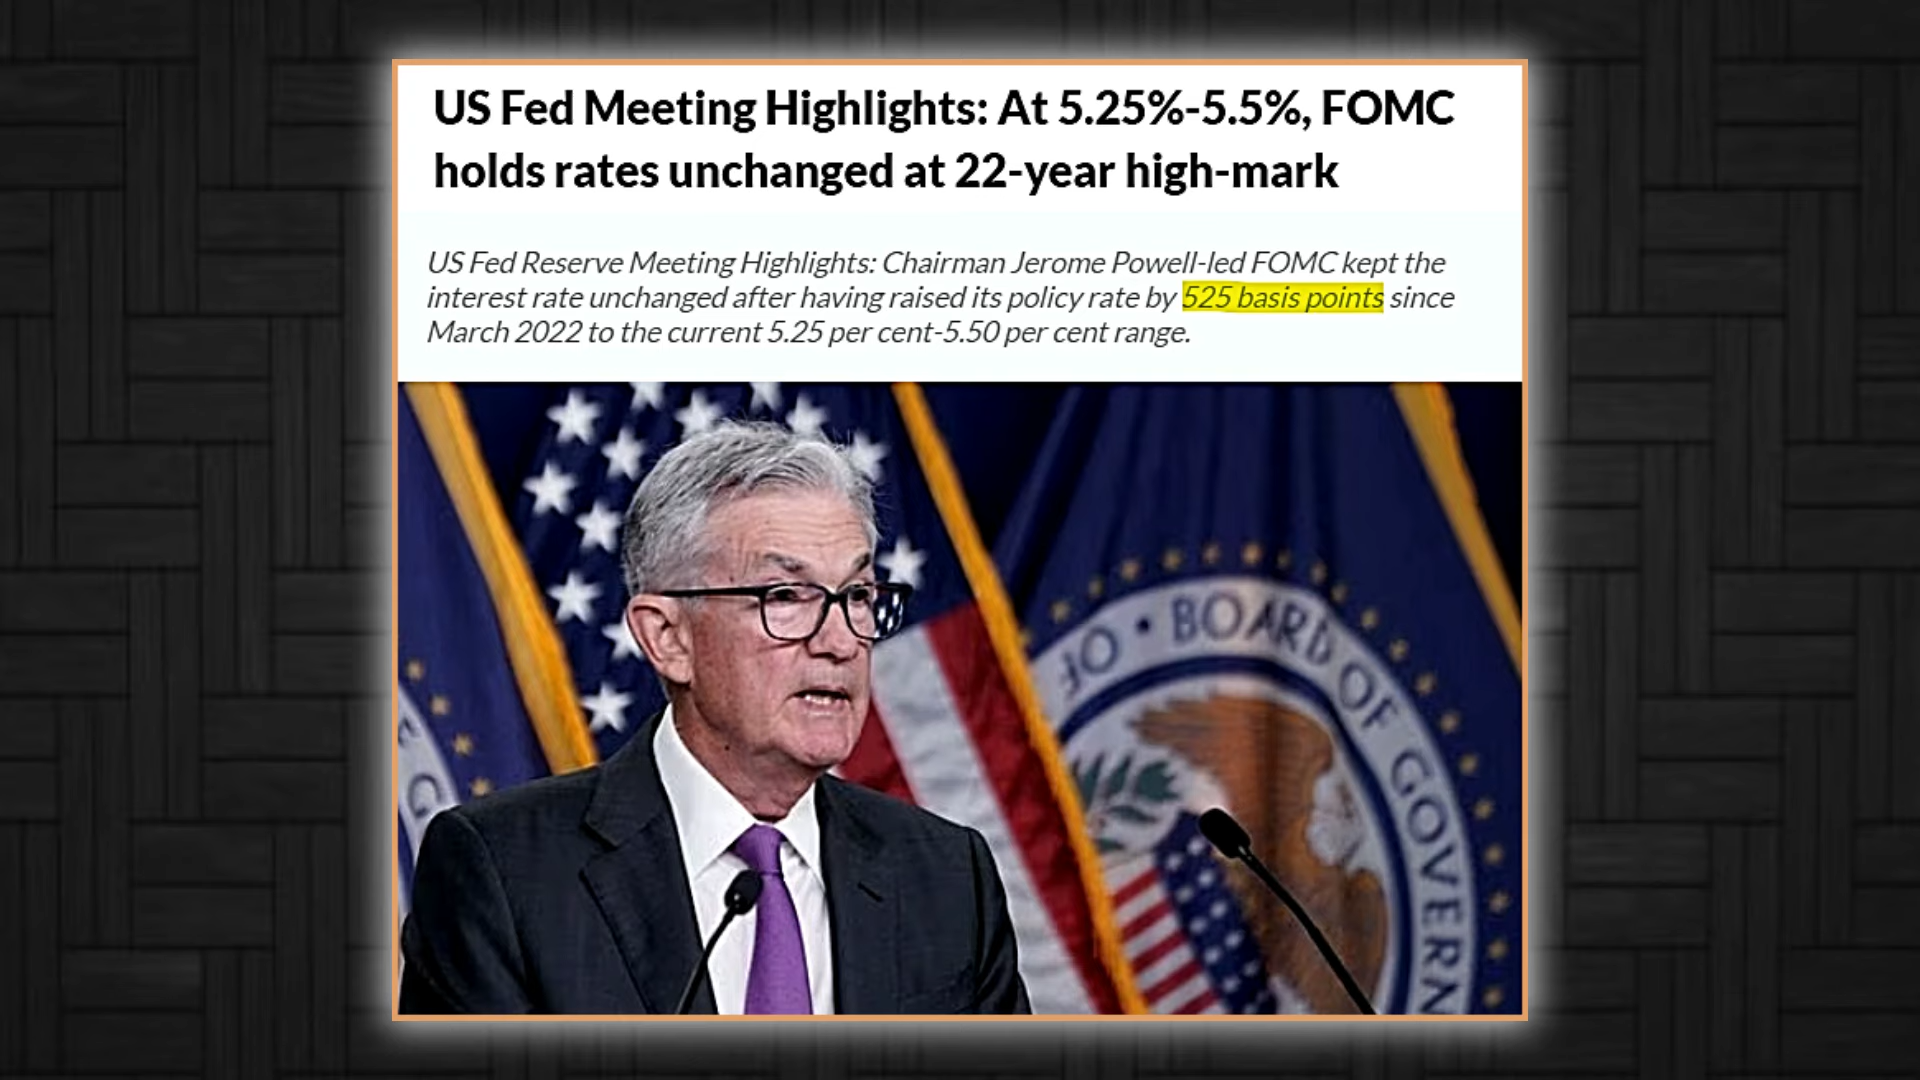 US Fed Meeting Highlights: At 5.25%-5.5%, FOMC
holds rates unchanged at 22-year high-mark
US Fed Reserve Meeting Highlights: Chairman Jerome Powell-led FOMC kept the
interest rate unchanged after having raised its policy rate by 525 basis points since
March 2022 to the current 5.25 per cent-5.50 per cent range.
OF • BOARD OF GOVERN
E G